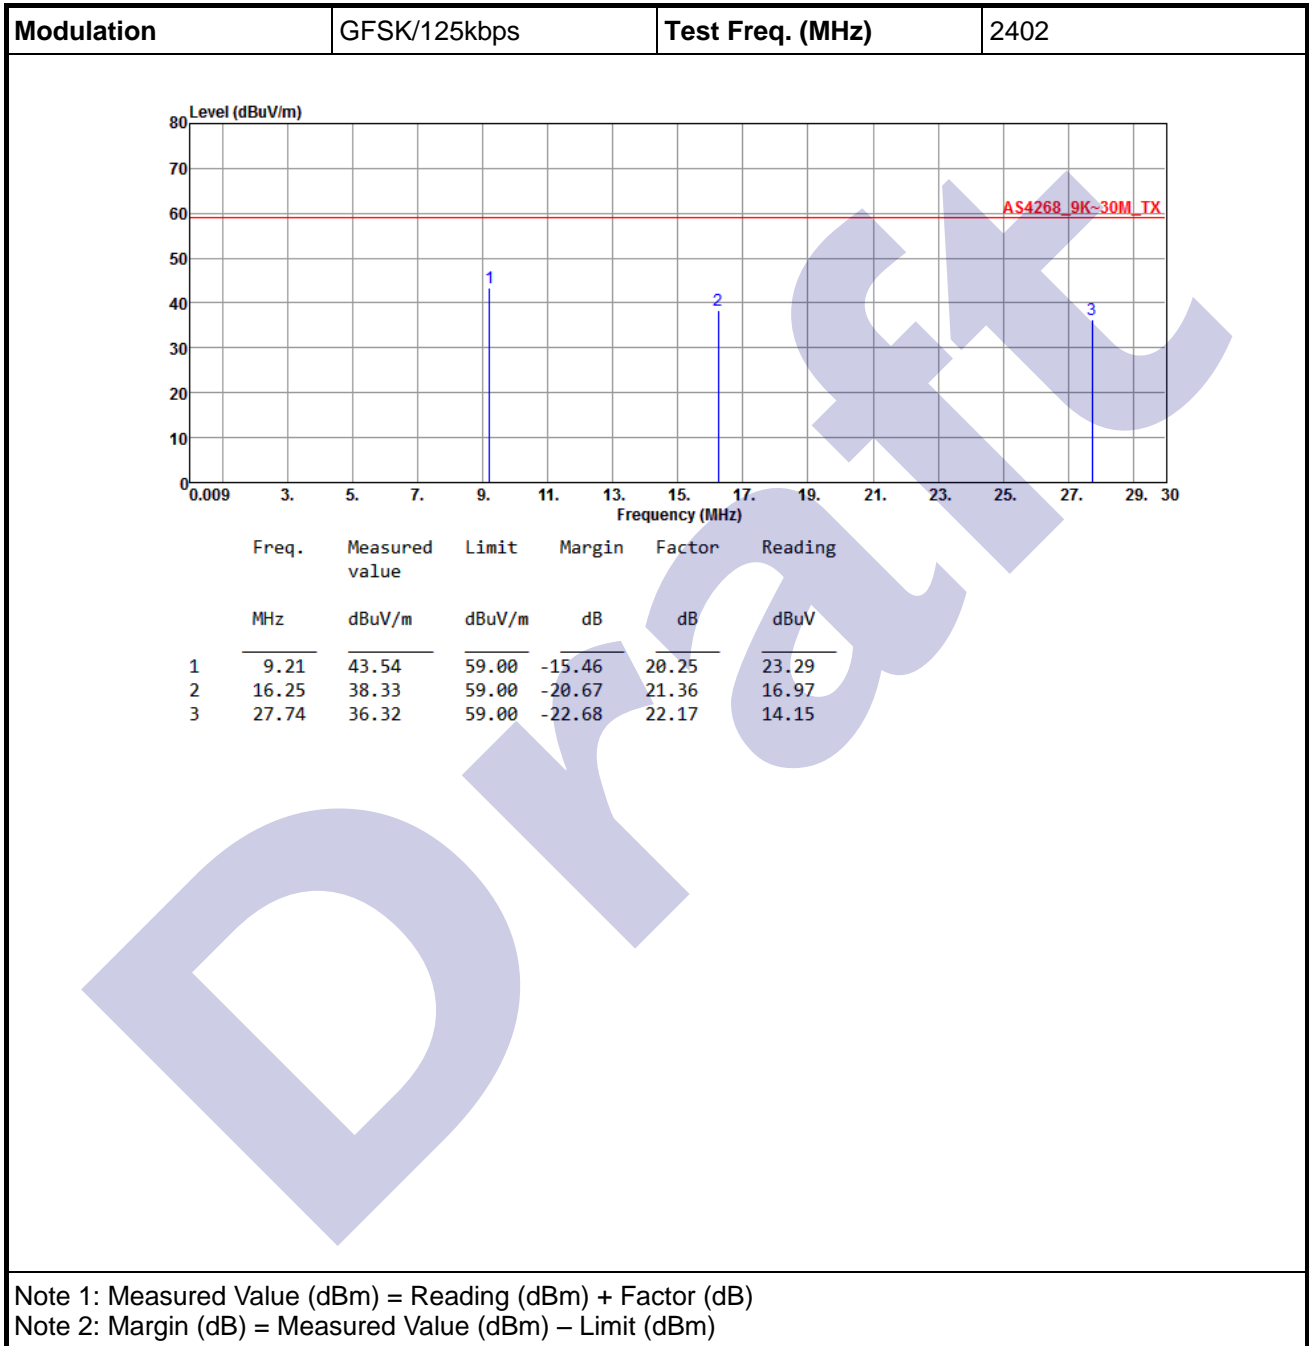 Modulation GFSK/125kbps Test Freq. (MHz) 2402
Level (dBuV/m)
80
70
60
50
40
30
20
10
0
AS4268_9K~30M_TX
1
2
3
0.009 3. 5. 7. 9. 11. 13. 15. 17. 19. 21. 23. 25. 27. 29. 30
Frequency (MHz)
Freq. Measured Limit Margin Factor Reading
value
MHz dBuV/m dBuV/m dB dB dBuV
1 9.21 43.54 59.00 -15.46 20.25 23.29
2 16.25 38.33 59.00 -20.67 21.36 16.97
3 27.74 36.32 59.00 -22.68 22.17 14.15
Draft
Note 1: Measured Value (dBm) = Reading (dBm) + Factor (dB)
Note 2: Margin (dB) = Measured Value (dBm) – Limit (dBm)